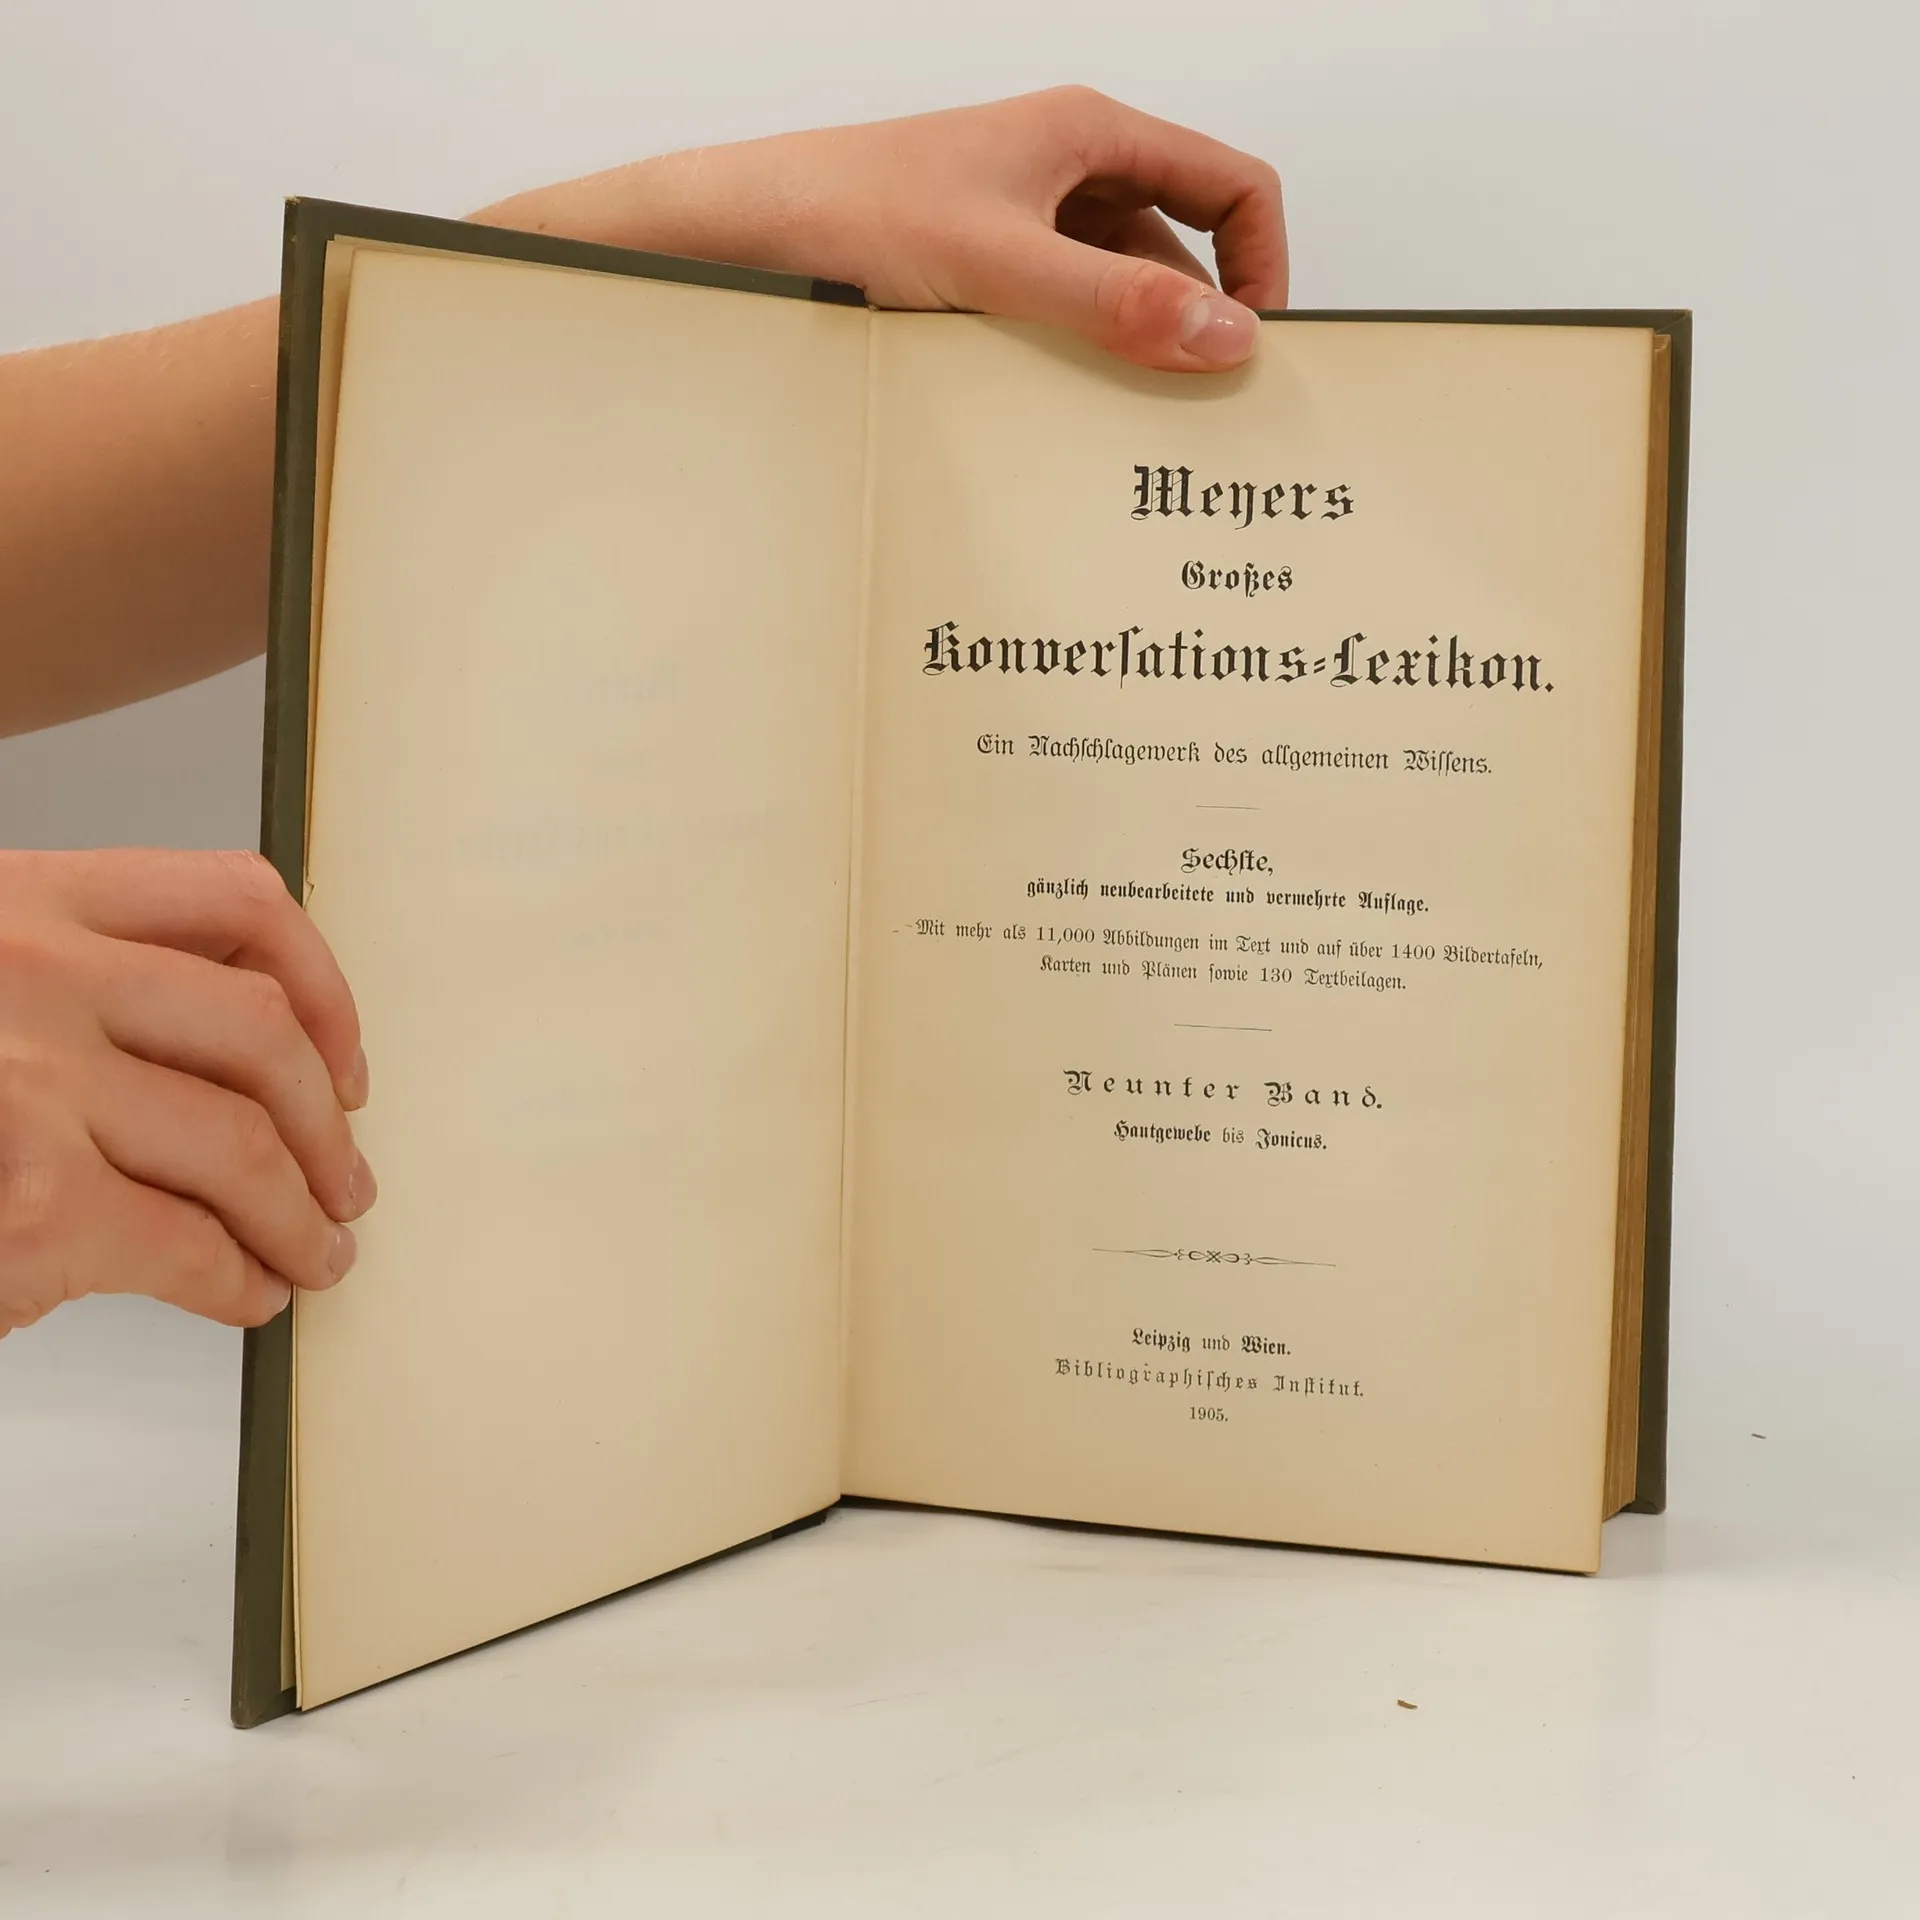 Meyers
Großes
Konverſations-Lexikon.
Ein Nachſchlagewerk des allgemeinen Wiſſens.
Sechſte,
gänzlich neubearbeitete und vermehrte Auflage.
Mit mehr als 11,000 Abbildungen im Text und auf über 1400 Bildertafeln,
Karten und Plänen ſowie 130 Textbeilagen.
Neunter Band.
Hautgewebe bis Jonicus.
Leipzig und Wien.
Bibliographiſches Inſtitut.
1905.